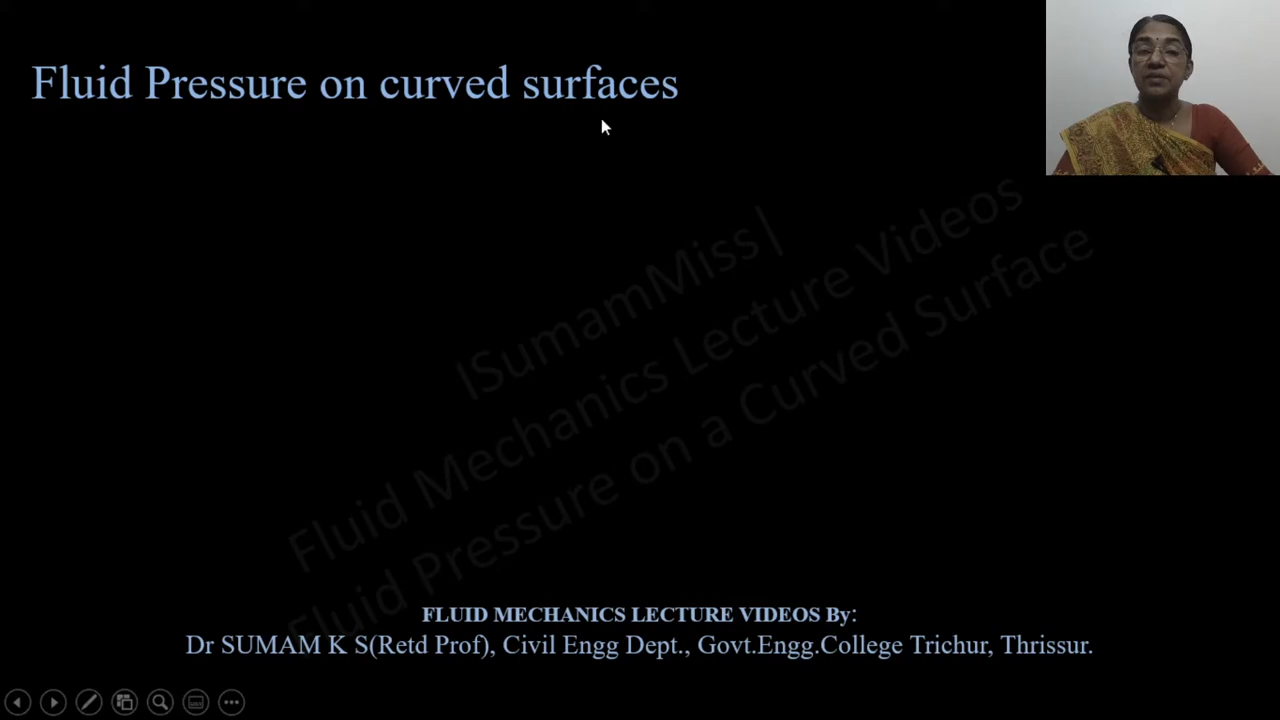 Fluid Pressure on curved surfaces
|SumamMiss|
Fluid Mechanics Lecture Videos
Fluid Pressure on a Curved Surface
FLUID MECHANICS LECTURE VIDEOS By:
Dr SUMAM K S(Retd Prof), Civil Engg Dept., Govt.Engg.College Trichur, Thrissur.